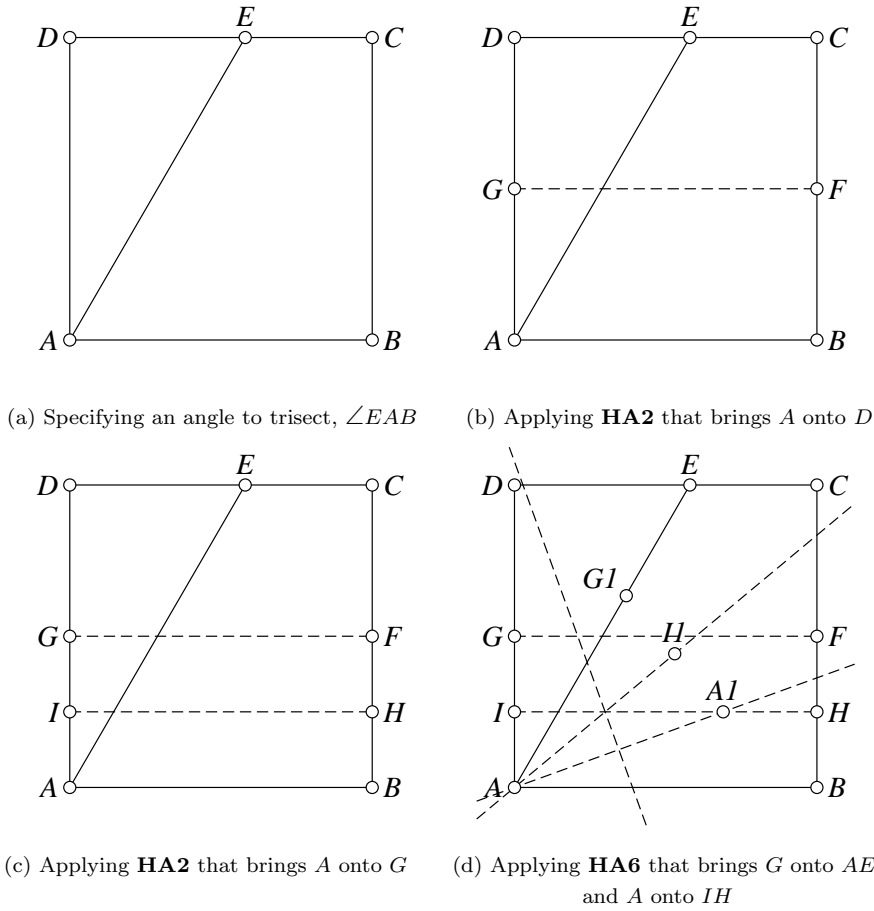 D E C
A B
(a) Specifying an angle to trisect, ∠EAB
D E C
G F
A B
(b) Applying HA2 that brings A onto D
D E C
G F
I H
A B
(c) Applying HA2 that brings A onto G
D E C
G1
G I1 F
I A1 H
A B
(d) Applying HA6 that brings G onto AE
and A onto IH